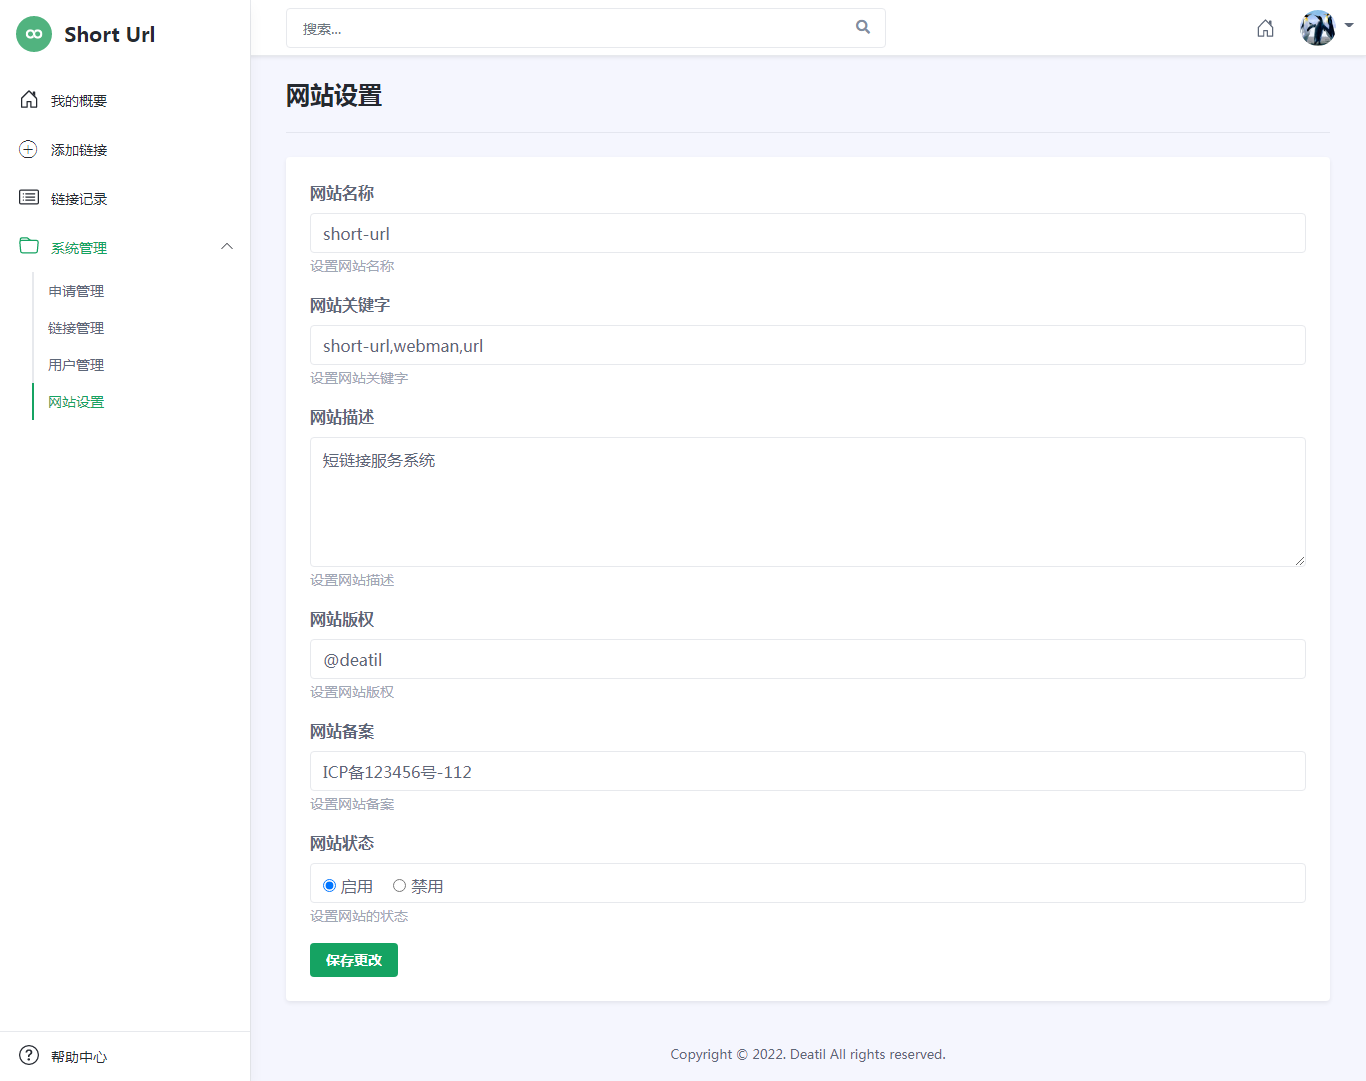 Short Url
搜索...
我的概要
添加链接
链接记录
系统管理
申请管理
链接管理
用户管理
网站设置
帮助中心
网站设置
网站名称
short-url
设置网站名称
网站关键字
short-url,webman,url
设置网站关键字
网站描述
短链接服务系统
设置网站描述
网站版权
@deatil
设置网站版权
网站备案
ICP备123456号-112
设置网站备案
网站状态
启用 禁用
设置网站的状态
保存更改
Copyright © 2022. Deatil All rights reserved.